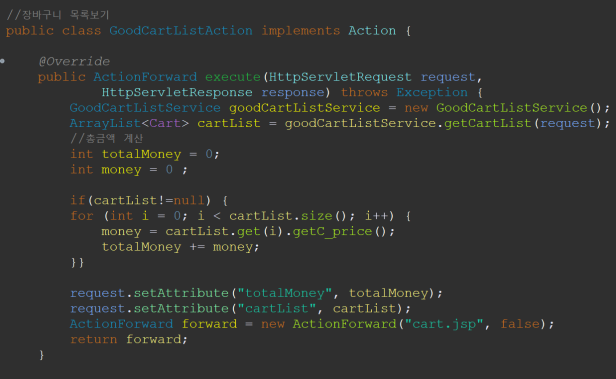 //장바구니 목록보기
public class GoodCartListAction implements Action {
@Override
public ActionForward execute(HttpServletRequest request,
HttpServletResponse response) throws Exception {
GoodCartListService goodCartListService = new GoodCartListService();
ArrayList<Cart> cartList = goodCartListService.getCartList(request);
//총금액 계산
int totalMoney = 0;
int money = 0 ;
if(cartList!=null) {
for (int i = 0; i < cartList.size(); i++) {
money = cartList.get(i).getC_price();
totalMoney += money;
}}
request.setAttribute("totalMoney", totalMoney);
request.setAttribute("cartList", cartList);
ActionForward forward = new ActionForward("cart.jsp", false);
return forward;
}